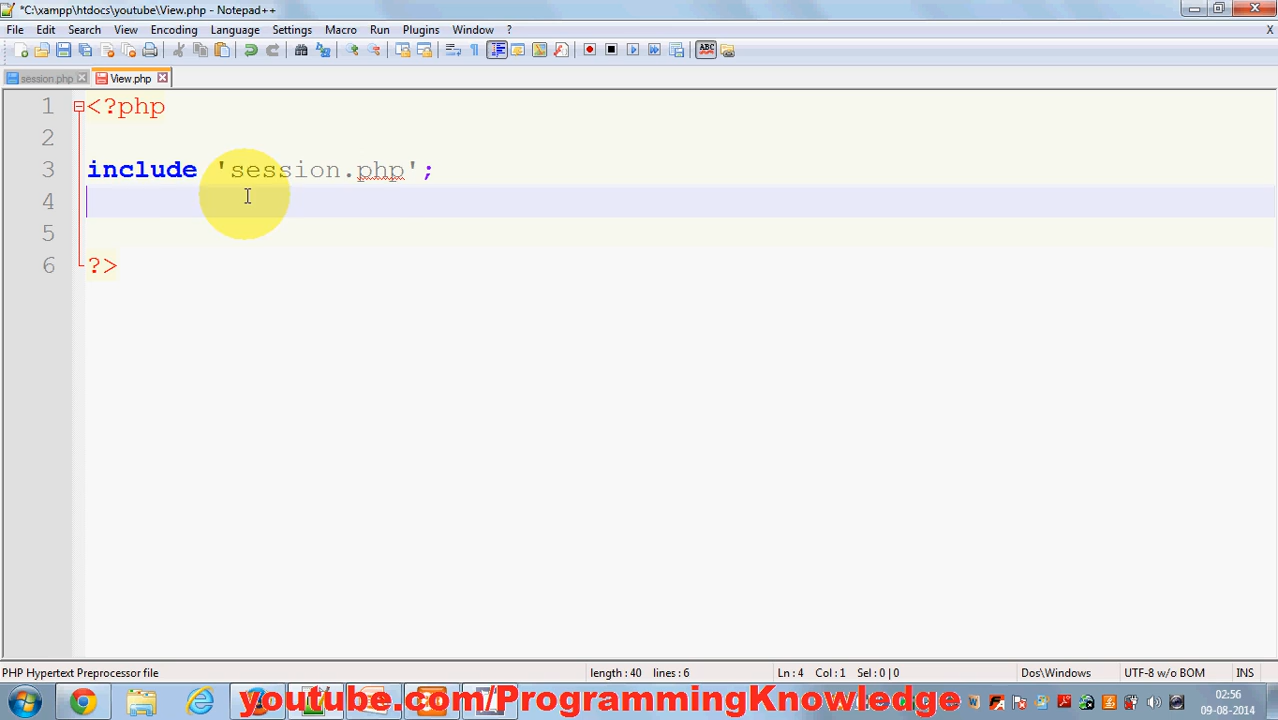 *C:\xampp\htdocs\youtube\View.php - Notepad++
File Edit Search View Encoding Language Settings Macro Run Plugins Window ? X
ABC
session.php View.php
1 <?php
2
3 include 'session.php';
4
5
6 ?>
PHP Hypertext Preprocessor file length : 40 lines : 6 Ln : 4 Col : 1 Sel : 0 | 0 Dos\Windows UTF-8 w/o BOM INS
youtube.com/ProgrammingKnowledge
02:56
09-08-2014